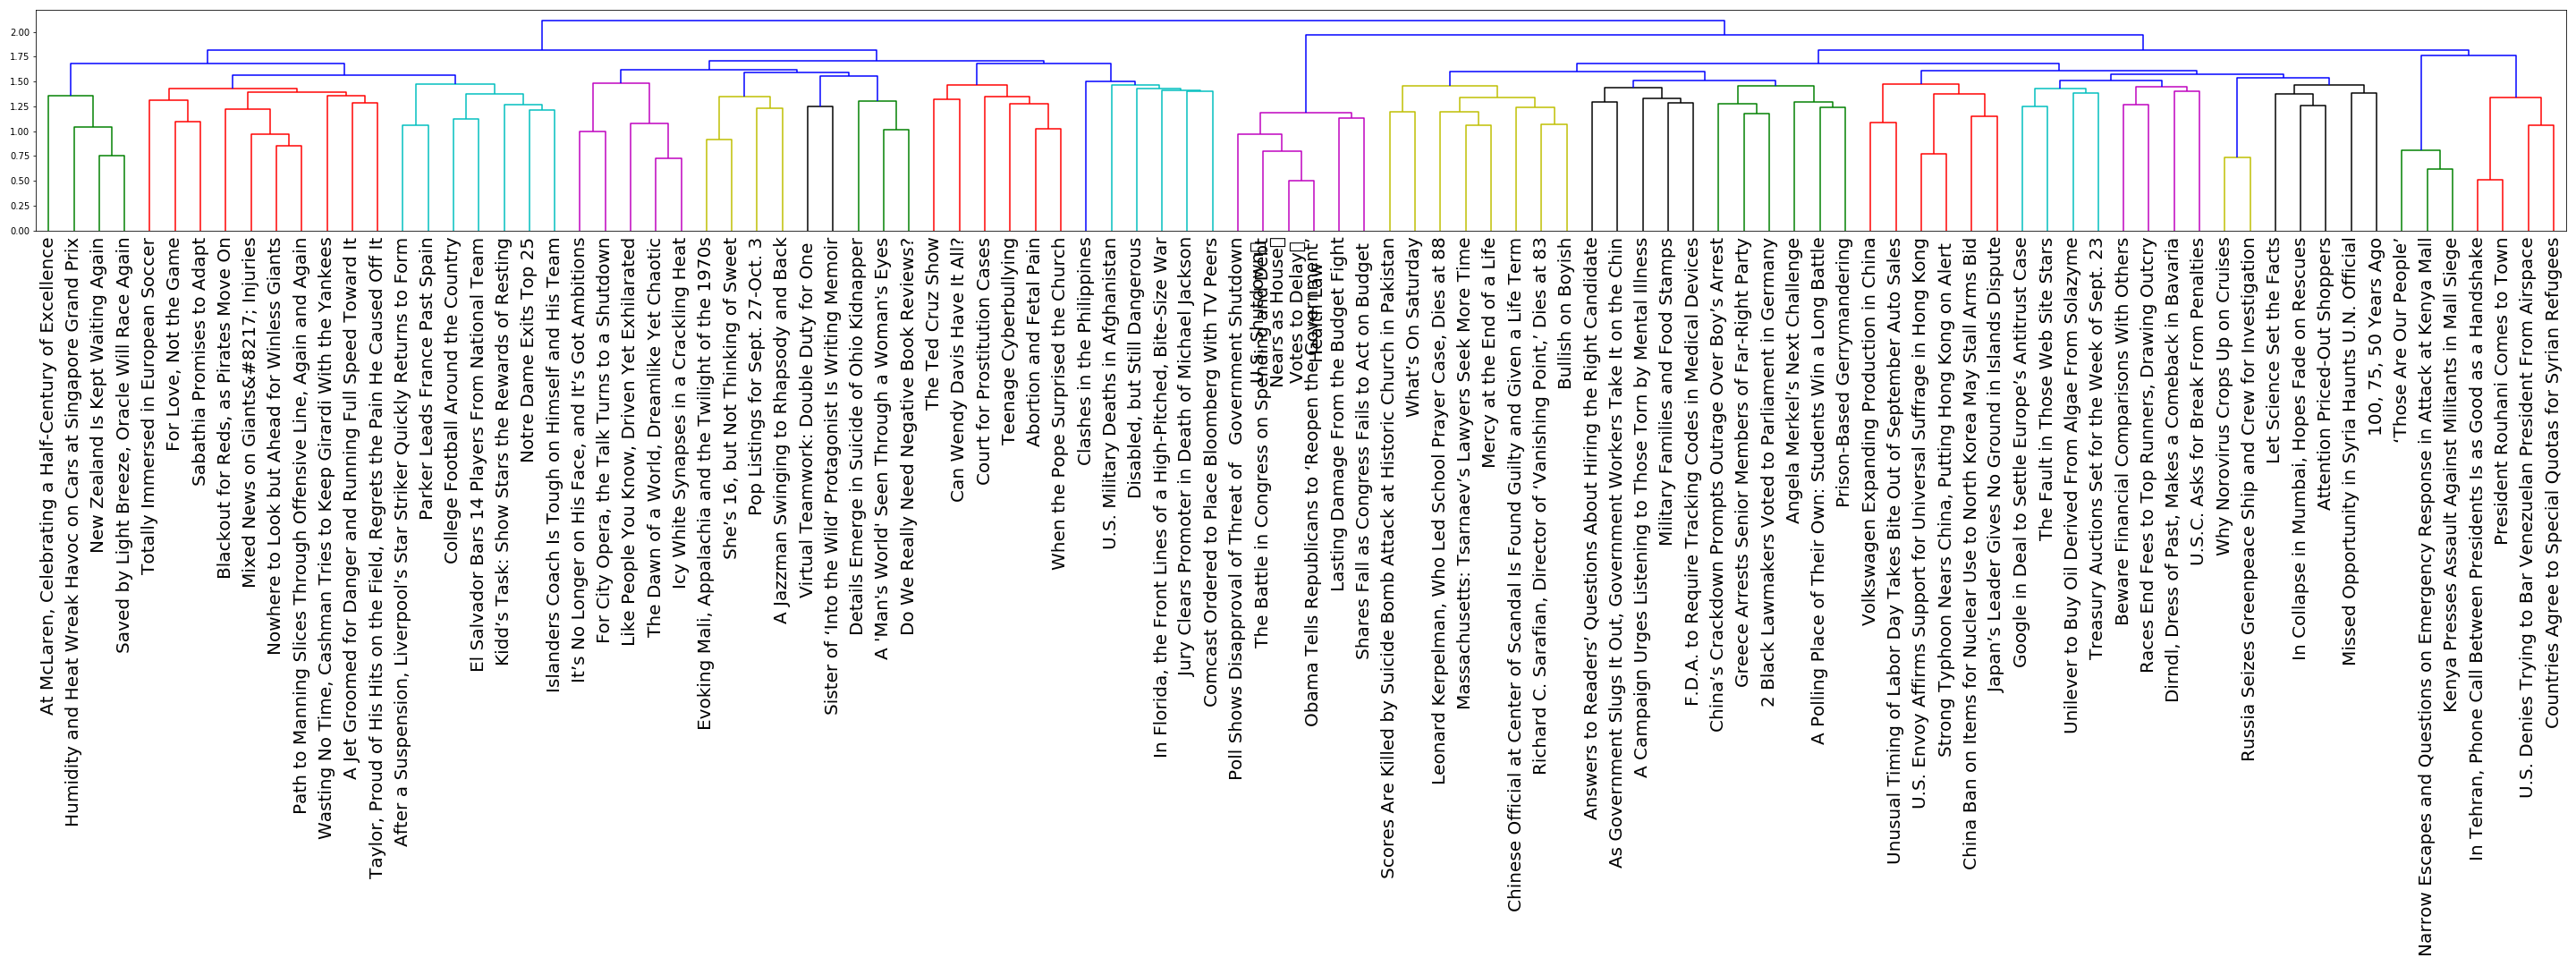 2.00
1.75
1.50
1.25
1.00
0.75
0.50
0.25
0.00
At McLaren, Celebrating a Half-Century of Excellence
Humidity and Heat Wreak Havoc on Cars at Singapore Grand Prix
New Zealand Is Kept Waiting Again
Saved by Light Breeze, Oracle Will Race Again
Totally Immersed in European Soccer
For Love, Not the Game
Sabathia Promises to Adapt
Blackout for Reds, as Pirates Move On
Mixed News on Giants&#8217; Injuries
Nowhere to Look but Ahead for Winless Giants
Path to Manning Slices Through Offensive Line, Again and Again
Wasting No Time, Cashman Tries to Keep Girardi With the Yankees
A Jet Groomed for Danger and Running Full Speed Toward It
Taylor, Proud of His Hits on the Field, Regrets the Pain He Caused Off It
After a Suspension, Liverpool’s Star Striker Quickly Returns to Form
Parker Leads France Past Spain
College Football Around the Country
El Salvador Bars 14 Players From National Team
Kidd’s Task: Show Stars the Rewards of Resting
Notre Dame Exits Top 25
Islanders Coach Is Tough on Himself and His Team
It’s No Longer on His Face, and It’s Got Ambitions
For City Opera, the Talk Turns to a Shutdown
Like People You Know, Driven Yet Exhilarated
The Dawn of a World, Dreamlike Yet Chaotic
Icy White Synapses in a Crackling Heat
Evoking Mali, Appalachia and the Twilight of the 1970s
She’s 16, but Not Thinking of Sweet
Pop Listings for Sept. 27-Oct. 3
A Jazzman Swinging to Rhapsody and Back
Virtual Teamwork: Double Duty for One
Sister of ‘Into the Wild’ Protagonist Is Writing Memoir
Details Emerge in Suicide of Ohio Kidnapper
A 'Man's World' Seen Through a Woman's Eyes
Do We Really Need Negative Book Reviews?
The Ted Cruz Show
Can Wendy Davis Have It All?
Court for Prostitution Cases
Teenage Cyberbullying
Abortion and Fetal Pain
When the Pope Surprised the Church
Clashes in the Philippines
U.S. Military Deaths in Afghanistan
Disabled, but Still Dangerous
In Florida, the Front Lines of a High-Pitched, Bite-Size War
Jury Clears Promoter in Death of Michael Jackson
Comcast Ordered to Place Bloomberg With TV Peers
Poll Shows Disapproval of Threat of Government Shutdown
The Battle in Congress on Spending and Debt
Nears as House
Votes to Delay
Health Law
Obama Tells Republicans to ‘Reopen the Government’
Lasting Damage From the Budget Fight
Shares Fall as Congress Fails to Act on Budget
Scores Are Killed by Suicide Bomb Attack at Historic Church in Pakistan
What’s On Saturday
Leonard Kerpelman, Who Led School Prayer Case, Dies at 88
Massachusetts: Tsarnaev’s Lawyers Seek More Time
Mercy at the End of a Life
Chinese Official at Center of Scandal Is Found Guilty and Given a Life Term
Richard C. Sarafian, Director of ‘Vanishing Point,’ Dies at 83
Bullish on Boyish
Answers to Readers’ Questions About Hiring the Right Candidate
As Government Slugs It Out, Government Workers Take It on the Chin
A Campaign Urges Listening to Those Torn by Mental Illness
Military Families and Food Stamps
F.D.A. to Require Tracking Codes in Medical Devices
China’s Crackdown Prompts Outrage Over Boy’s Arrest
Greece Arrests Senior Members of Far-Right Party
2 Black Lawmakers Voted to Parliament in Germany
Angela Merkel’s Next Challenge
A Polling Place of Their Own: Students Win a Long Battle
Prison-Based Gerrymandering
Volkswagen Expanding Production in China
Unusual Timing of Labor Day Takes Bite Out of September Auto Sales
U.S. Envoy Affirms Support for Universal Suffrage in Hong Kong
Strong Typhoon Nears China, Putting Hong Kong on Alert
China Ban on Items for Nuclear Use to North Korea May Stall Arms Bid
Japan’s Leader Gives No Ground in Islands Dispute
Google in Deal to Settle Europe’s Antitrust Case
The Fault in Those Web Site Stars
Unilever to Buy Oil Derived From Algae From Solazyme
Treasury Auctions Set for the Week of Sept. 23
Beware Financial Comparisons With Others
Races End Fees to Top Runners, Drawing Outcry
Dirndl, Dress of Past, Makes a Comeback in Bavaria
U.S.C. Asks for Break From Penalties
Why Norovirus Crops Up on Cruises
Russia Seizes Greenpeace Ship and Crew for Investigation
Let Science Set the Facts
In Collapse in Mumbai, Hopes Fade on Rescues
Attention Priced-Out Shoppers
Missed Opportunity in Syria Haunts U.N. Official
100, 75, 50 Years Ago
‘Those Are Our People’
Narrow Escapes and Questions on Emergency Response in Attack at Kenya Mall
Kenya Presses Assault Against Militants in Mall Siege
In Tehran, Phone Call Between Presidents Is as Good as a Handshake
President Rouhani Comes to Town
U.S. Denies Trying to Bar Venezuelan President From Airspace
Countries Agree to Special Quotas for Syrian Refugees